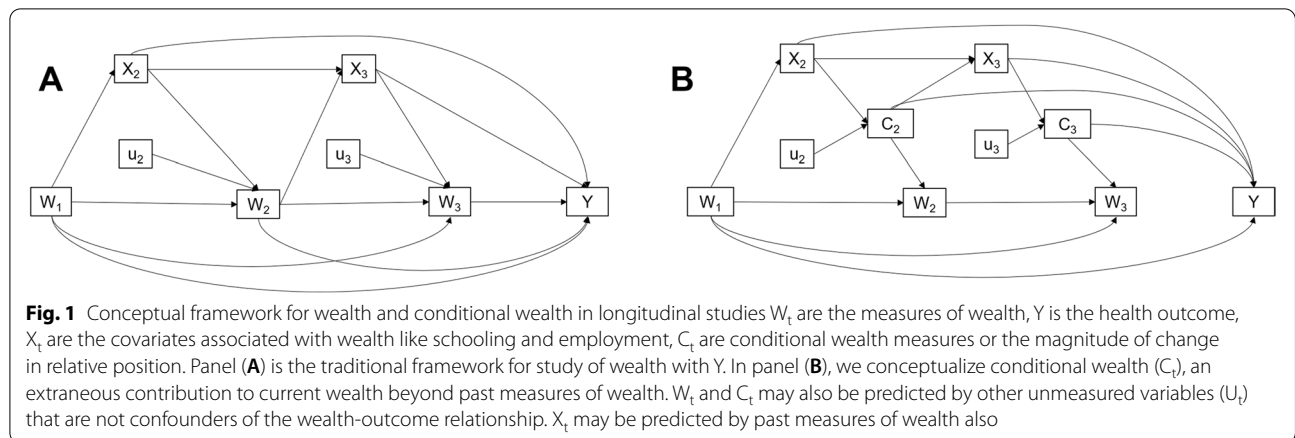 A
X₂
X₃
u₂
u₃
W₁
W₂
W₃
Y
B
X₂
X₃
C₂
C₃
u₂
u₃
W₁
W₂
W₃
Y
Fig. 1 Conceptual framework for wealth and conditional wealth in longitudinal studies Wₜ are the measures of wealth, Y is the health outcome,
Xₜ are the covariates associated with wealth like schooling and employment, Cₜ are conditional wealth measures or the magnitude of change
in relative position. Panel (A) is the traditional framework for study of wealth with Y. In panel (B), we conceptualize conditional wealth (Cₜ), an
extraneous contribution to current wealth beyond past measures of wealth. Wₜ and Cₜ may also be predicted by other unmeasured variables (Uₜ)
that are not confounders of the wealth-outcome relationship. Xₜ may be predicted by past measures of wealth also